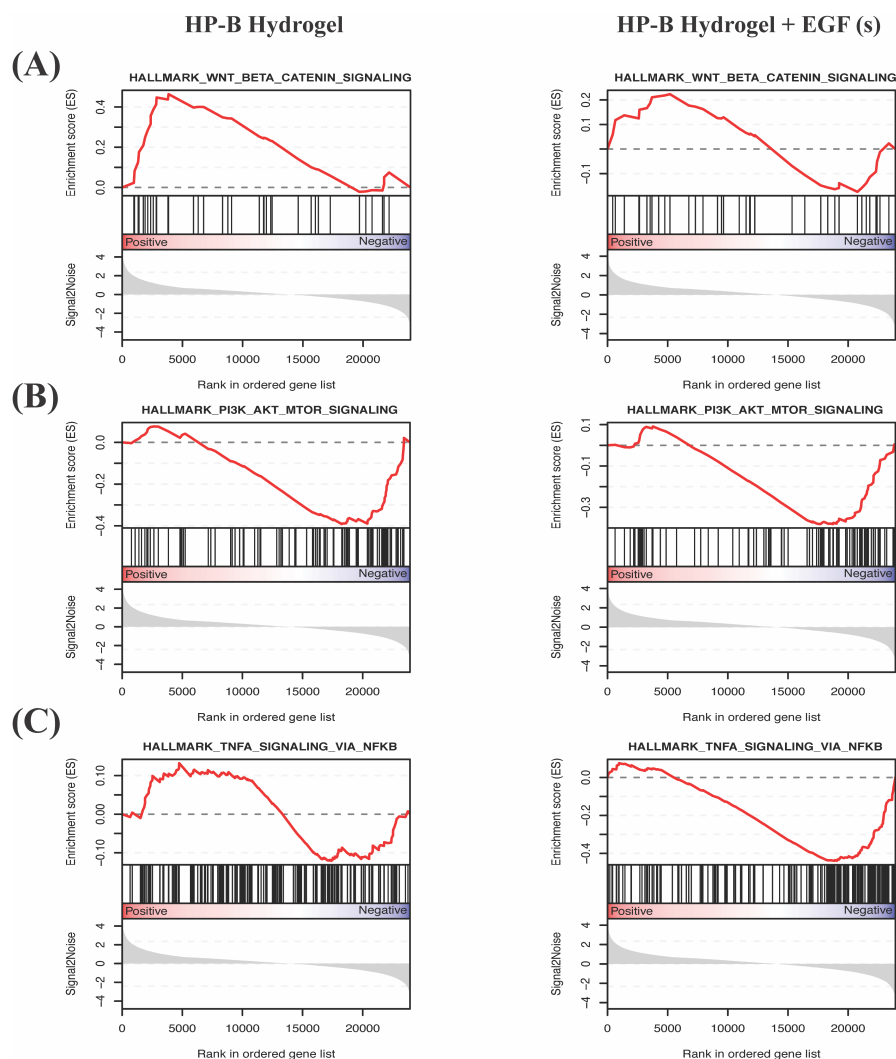 HP-B Hydrogel
HP-B Hydrogel + EGF (s)
(A)
HALLMARK_WNT_BETA_CATENIN_SIGNALING
Enrichment score (ES)
0.4
0.2
0.0
Positive
Negative
Signal2Noise
4
2
0
−2
−4
0
5000
10000
15000
20000
Rank in ordered gene list
HALLMARK_WNT_BETA_CATENIN_SIGNALING
Enrichment score (ES)
0.2
0.1
−0.1
Positive
Negative
Signal2Noise
4
2
0
−2
−4
0
5000
10000
15000
20000
Rank in ordered gene list
(B)
HALLMARK_PI3K_AKT_MTOR_SIGNALING
Enrichment score (ES)
0.0
−0.2
−0.4
Positive
Negative
Signal2Noise
4
2
0
−2
−4
0
5000
10000
15000
20000
Rank in ordered gene list
HALLMARK_PI3K_AKT_MTOR_SIGNALING
Enrichment score (ES)
0.1
−0.1
−0.3
Positive
Negative
Signal2Noise
4
2
0
−2
−4
0
5000
10000
15000
20000
Rank in ordered gene list
(C)
HALLMARK_TNFA_SIGNALING_VIA_NFKB
Enrichment score (ES)
0.10
0.00
−0.10
Positive
Negative
Signal2Noise
4
2
0
−2
−4
0
5000
10000
15000
20000
Rank in ordered gene list
HALLMARK_TNFA_SIGNALING_VIA_NFKB
Enrichment score (ES)
0.0
−0.2
−0.4
Positive
Negative
Signal2Noise
4
2
0
−2
−4
0
5000
10000
15000
20000
Rank in ordered gene list